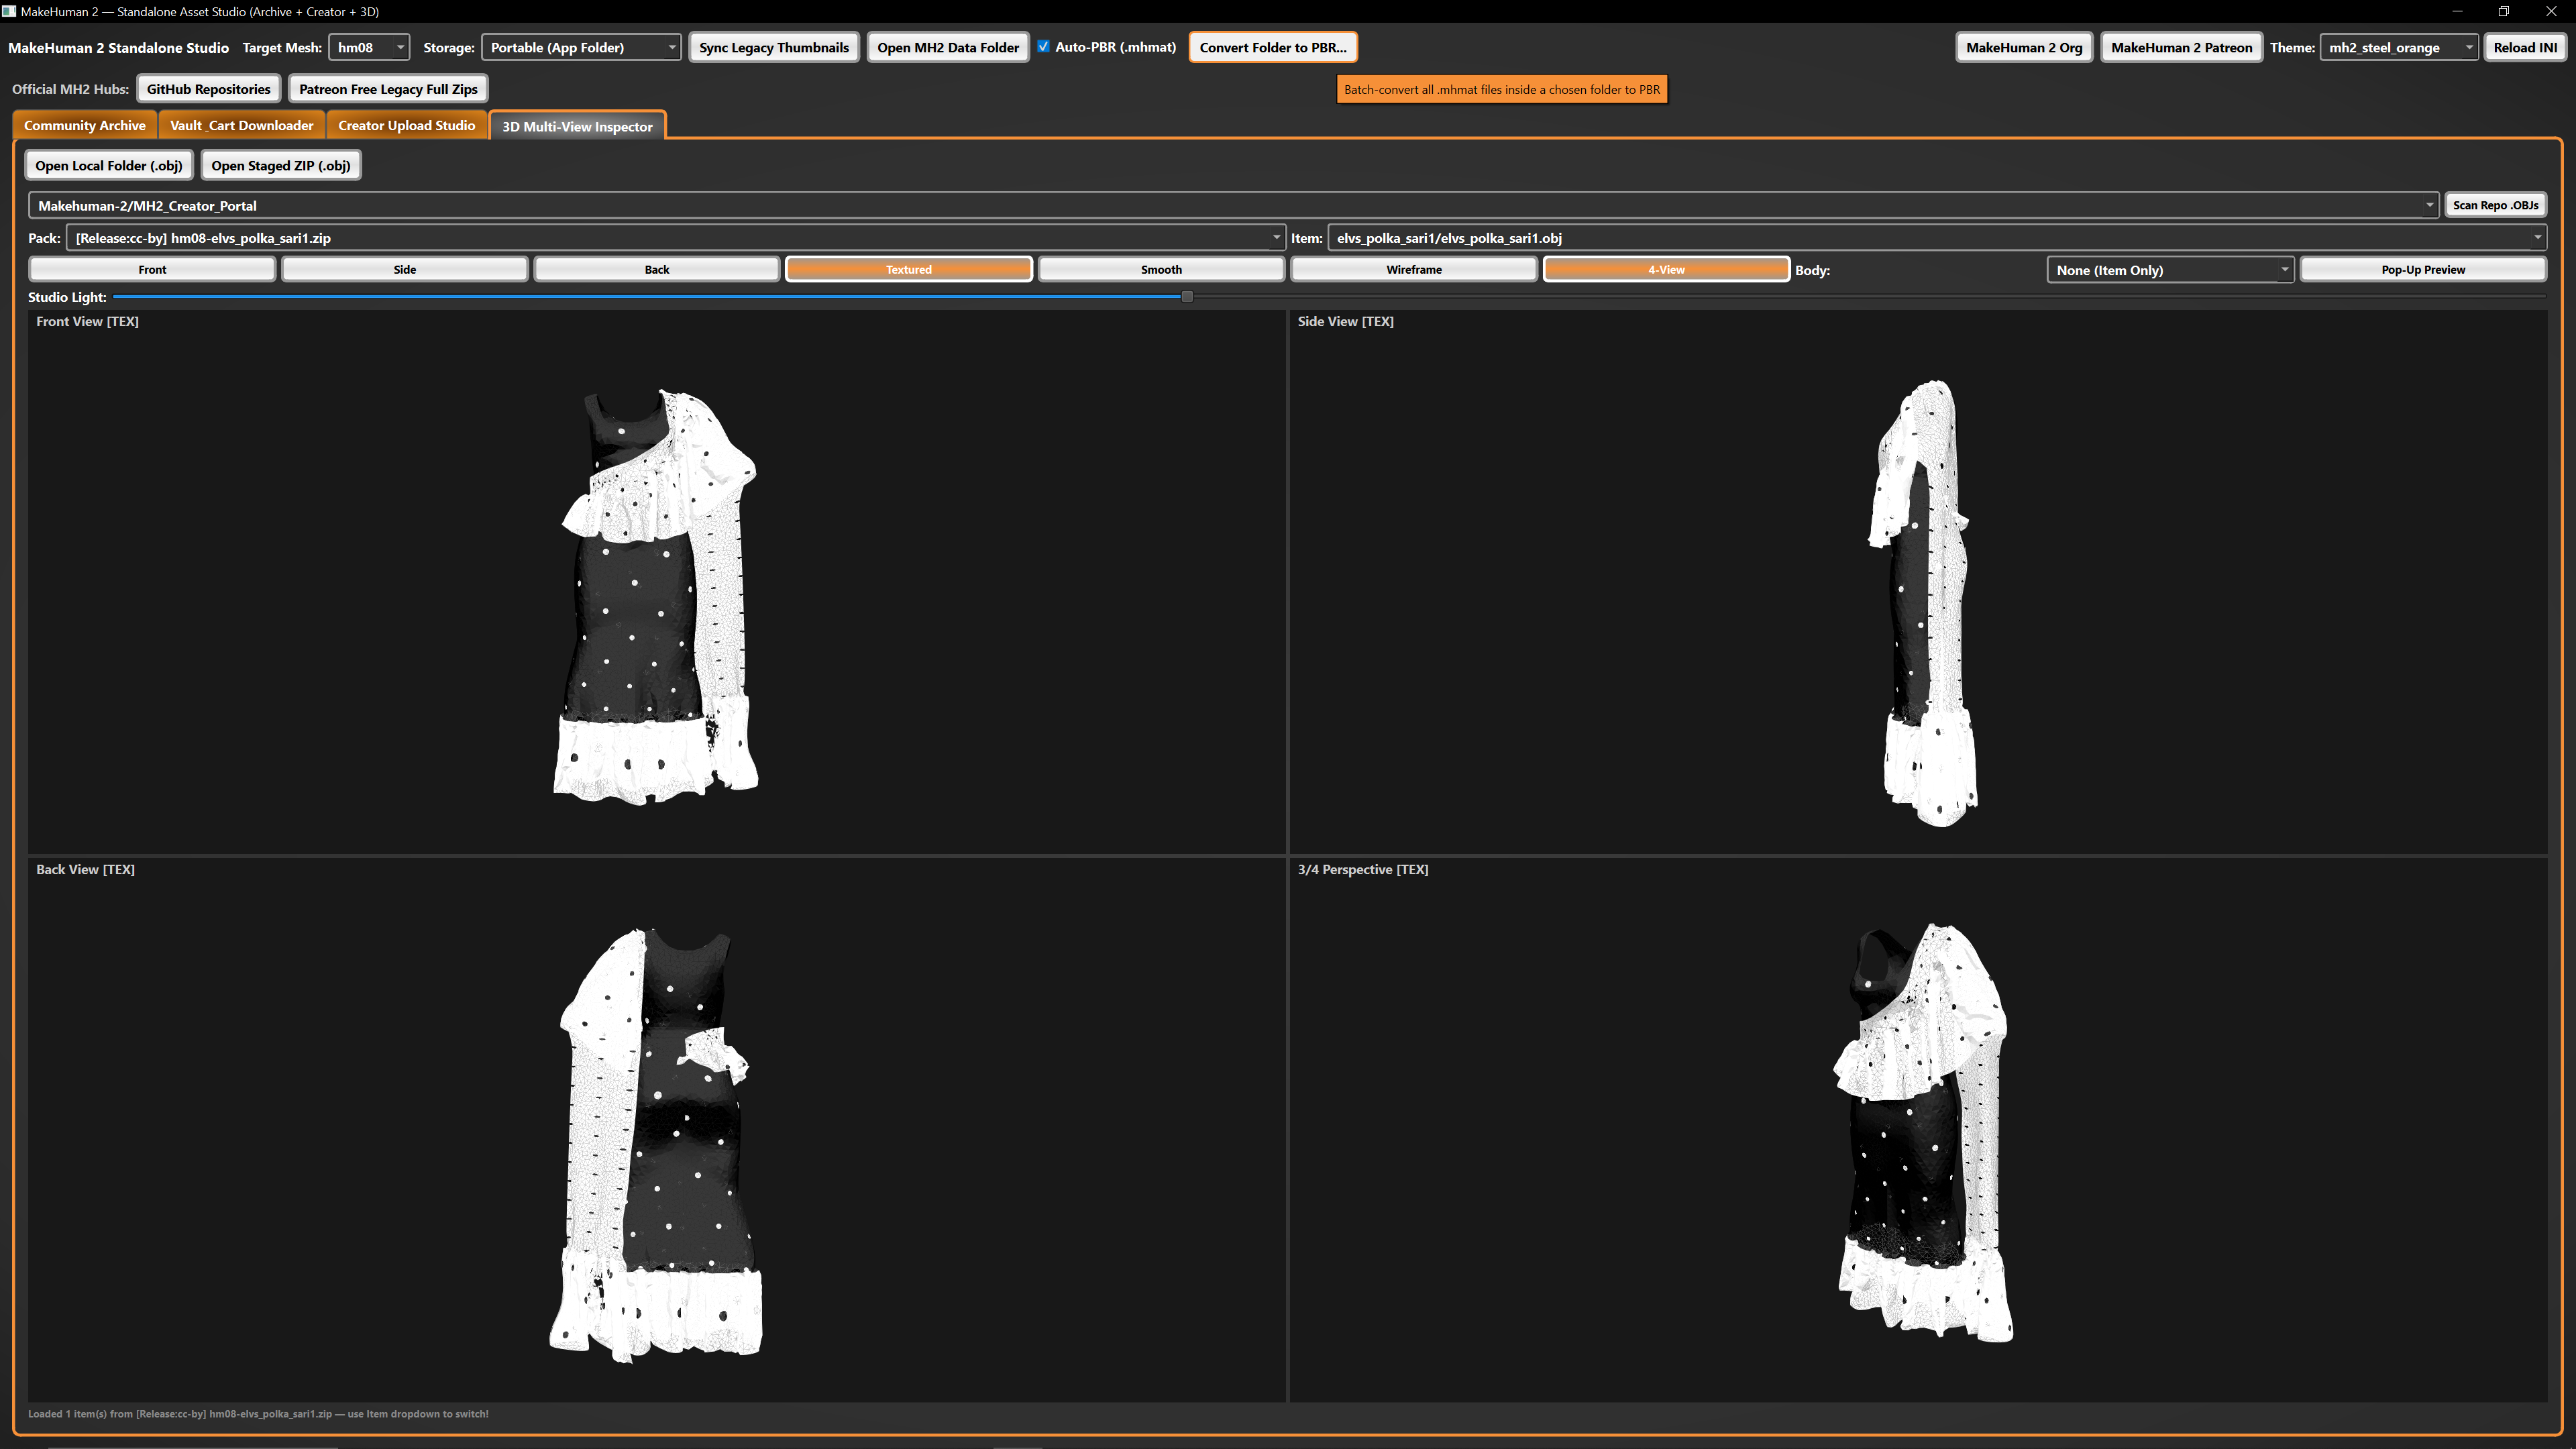 MakeHuman 2 — Standalone Asset Studio (Archive + Creator + 3D)
MakeHuman 2 Standalone Studio Target Mesh: hm08 Storage: Portable (App Folder) Sync Legacy Thumbnails Open MH2 Data Folder Auto-PBR (.mhmat) Convert Folder to PBR... MakeHuman 2 Org MakeHuman 2 Patreon Theme: mh2_steel_orange Reload INI
Official MH2 Hubs: GitHub Repositories Patreon Free Legacy Full Zips Batch-convert all .mhmat files inside a chosen folder to PBR
Community Archive Vault_Cart Downloader Creator Upload Studio 3D Multi-View Inspector
Open Local Folder (.obj) Open Staged ZIP (.obj)
Makehuman-2/MH2_Creator_Portal Scan Repo .OBJs
Pack: [Release:cc-by] hm08-elvs_polka_sari1.zip Item: elvs_polka_sari1/elvs_polka_sari1.obj
Front Side Back Textured Smooth Wireframe 4-View Body: None (Item Only) Pop-Up Preview
Studio Light:
Front View [TEX] Side View [TEX]
Back View [TEX] 3/4 Perspective [TEX]
Loaded 1 item(s) from [Release:cc-by] hm08-elvs_polka_sari1.zip — use Item dropdown to switch!